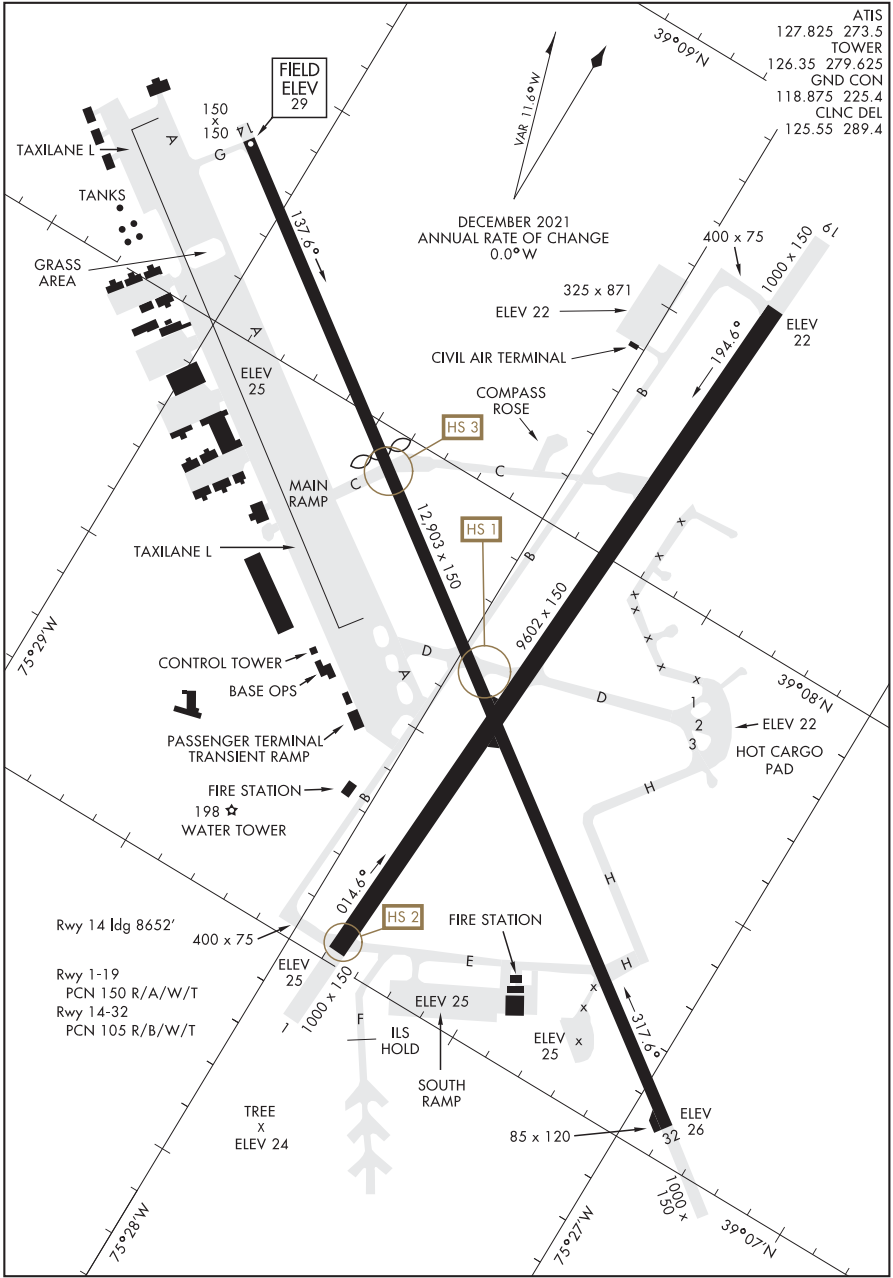 ATIS
127.825 273.5
TOWER
126.35 279.625
GND CON
118.875 225.4
CLNC DEL
125.55 289.4
39°09'N
FIELD
ELEV
29
150
x
150
14
VAR 11.6°W
TAXILANE L
A
G
TANKS
137.6°
DECEMBER 2021
ANNUAL RATE OF CHANGE
0.0°W
400 x 75
1000 x 150
19
GRASS
AREA
325 x 871
ELEV 22
ELEV
22
194.6°
A
CIVIL AIR TERMINAL
ELEV
25
B
COMPASS
ROSE
HS 3
C
C
MAIN
RAMP
12,903 x 150
HS 1
x
TAXILANE L
B
x
x
x
9602 x 150
75°29'W
x
D
CONTROL TOWER
A
x
x
39°08'N
BASE OPS
D
1
2
3
ELEV 22
PASSENGER TERMINAL
TRANSIENT RAMP
HOT CARGO
PAD
FIRE STATION
B
H
198
WATER TOWER
014.6°
H
HS 2
FIRE STATION
Rwy 14 ldg 8652'
400 x 75
ELEV
25
E
H
Rwy 1-19
PCN 150 R/A/W/T
Rwy 14-32
PCN 105 R/B/W/T
1000 x 150
1
ELEV 25
x
x
x
F
ILS
HOLD
ELEV
25
317.6°
SOUTH
RAMP
TREE
X
ELEV 24
85 x 120
ELEV
26
32
1000 x
150
75°28'W
75°27'W
39°07'N